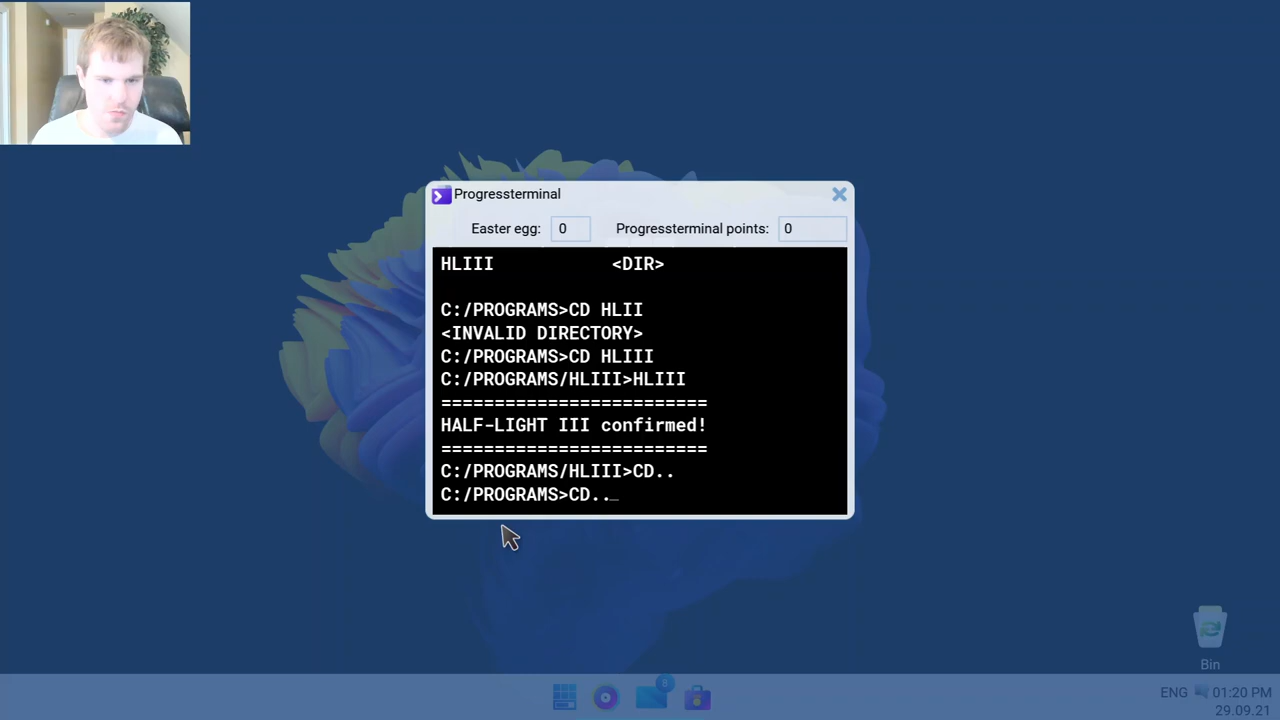 Progressterminal
Easter egg: 0 Progressterminal points: 0
HLIII <DIR>
C:/PROGRAMS>CD HLII
<INVALID DIRECTORY>
C:/PROGRAMS>CD HLIII
C:/PROGRAMS/HLIII>HLIII
=========================
HALF-LIGHT III confirmed!
=========================
C:/PROGRAMS/HLIII>CD..
C:/PROGRAMS>CD.._
Bin
8
ENG 01:20 PM
29.09.21